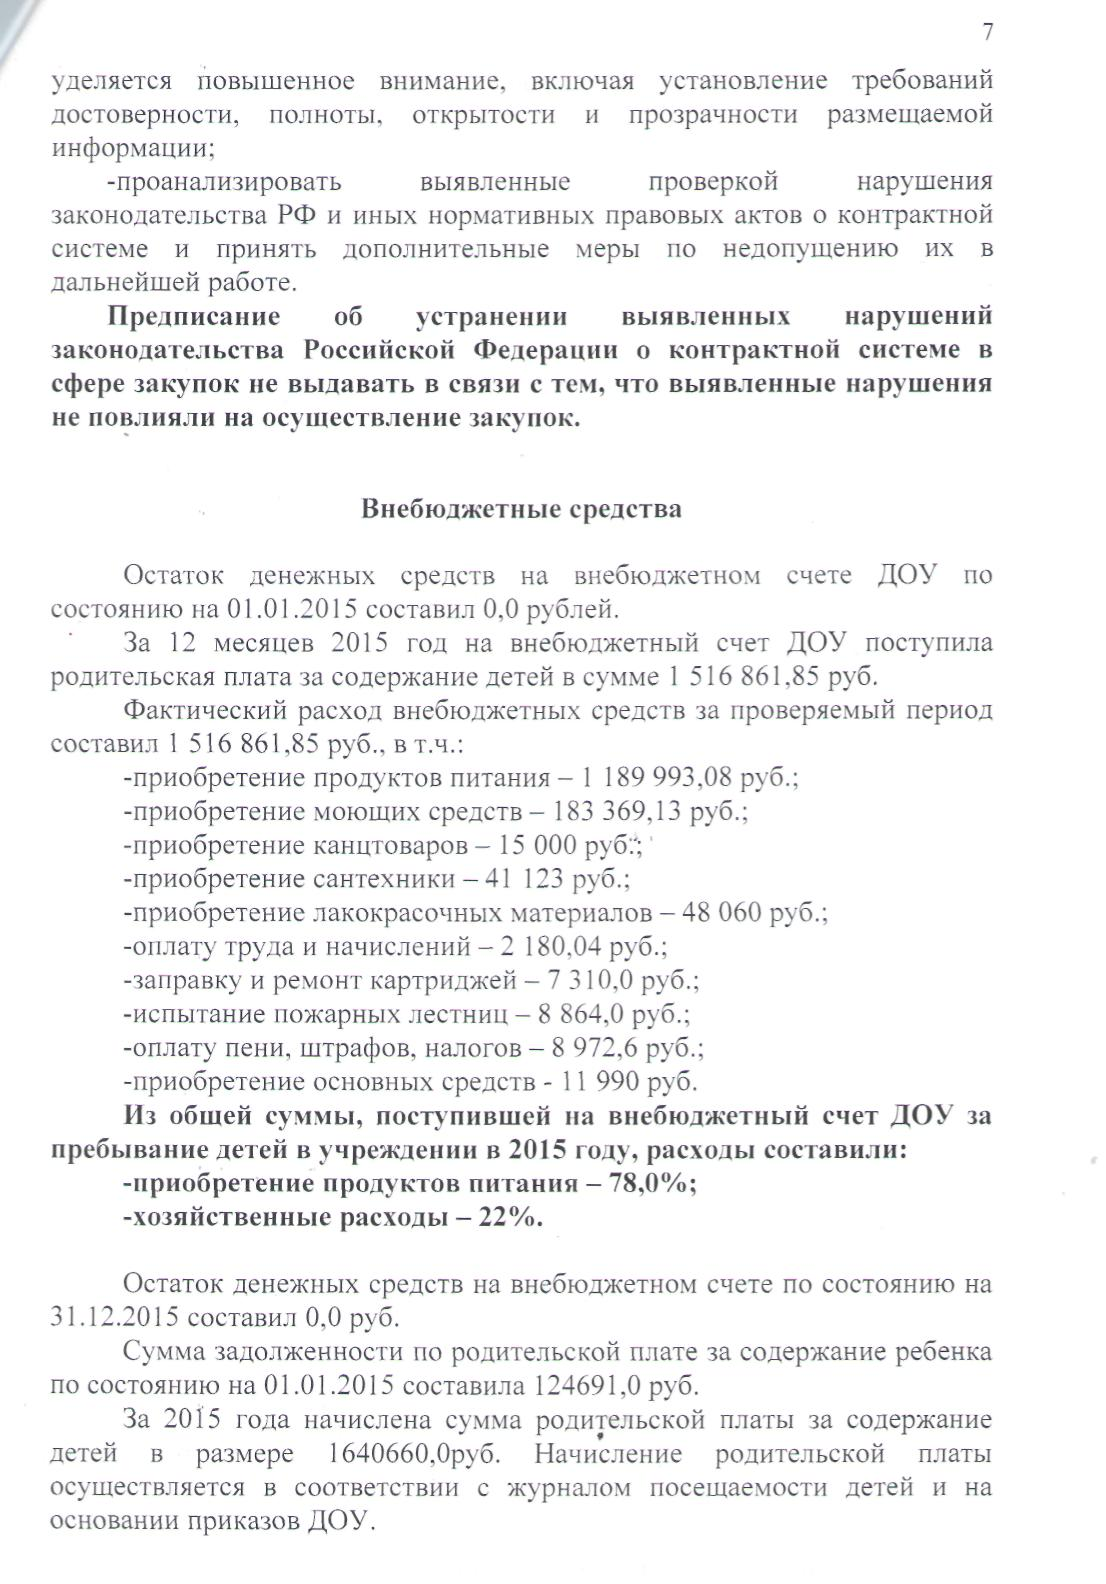 7
уделяется повышенное внимание, включая установление требований
достоверности, полноты, открытости и прозрачности размещаемой
информации;
-проанализировать выявленные проверкой нарушения
законодательства РФ и иных нормативных правовых актов о контрактной
системе и принять дополнительные меры по недопущению их в
дальнейшей работе.
Предписание об устранении выявленных нарушений
законодательства Российской Федерации о контрактной системе в
сфере закупок не выдавать в связи с тем, что выявленные нарушения
не повлияли на осуществление закупок.
Внебюджетные средства
Остаток денежных средств на внебюджетном счете ДОУ по
состоянию на 01.01.2015 составил 0,0 рублей.
За 12 месяцев 2015 год на внебюджетный счет ДОУ поступила
родительская плата за содержание детей в сумме 1 516 861,85 руб.
Фактический расход внебюджетных средств за проверяемый период
составил 1 516 861,85 руб., в т.ч.:
-приобретение продуктов питания – 1 189 993,08 руб.;
-приобретение моющих средств – 183 369,13 руб.;
-приобретение канцтоваров – 15 000 руб.;
-приобретение сантехники – 41 123 руб.;
-приобретение лакокрасочных материалов – 48 060 руб.;
-оплату труда и начислений – 2 180,04 руб.;
-заправку и ремонт картриджей – 7 310,0 руб.;
-испытание пожарных лестниц – 8 864,0 руб.;
-оплату пени, штрафов, налогов – 8 972,6 руб.;
-приобретение основных средств - 11 990 руб.
Из общей суммы, поступившей на внебюджетный счет ДОУ за
пребывание детей в учреждении в 2015 году, расходы составили:
-приобретение продуктов питания – 78,0%;
-хозяйственные расходы – 22%.
Остаток денежных средств на внебюджетном счете по состоянию на
31.12.2015 составил 0,0 руб.
Сумма задолженности по родительской плате за содержание ребенка
по состоянию на 01.01.2015 составила 124691,0 руб.
За 2015 года начислена сумма родительской платы за содержание
детей в размере 1640660,0руб. Начисление родительской платы
осуществляется в соответствии с журналом посещаемости детей и на
основании приказов ДОУ.